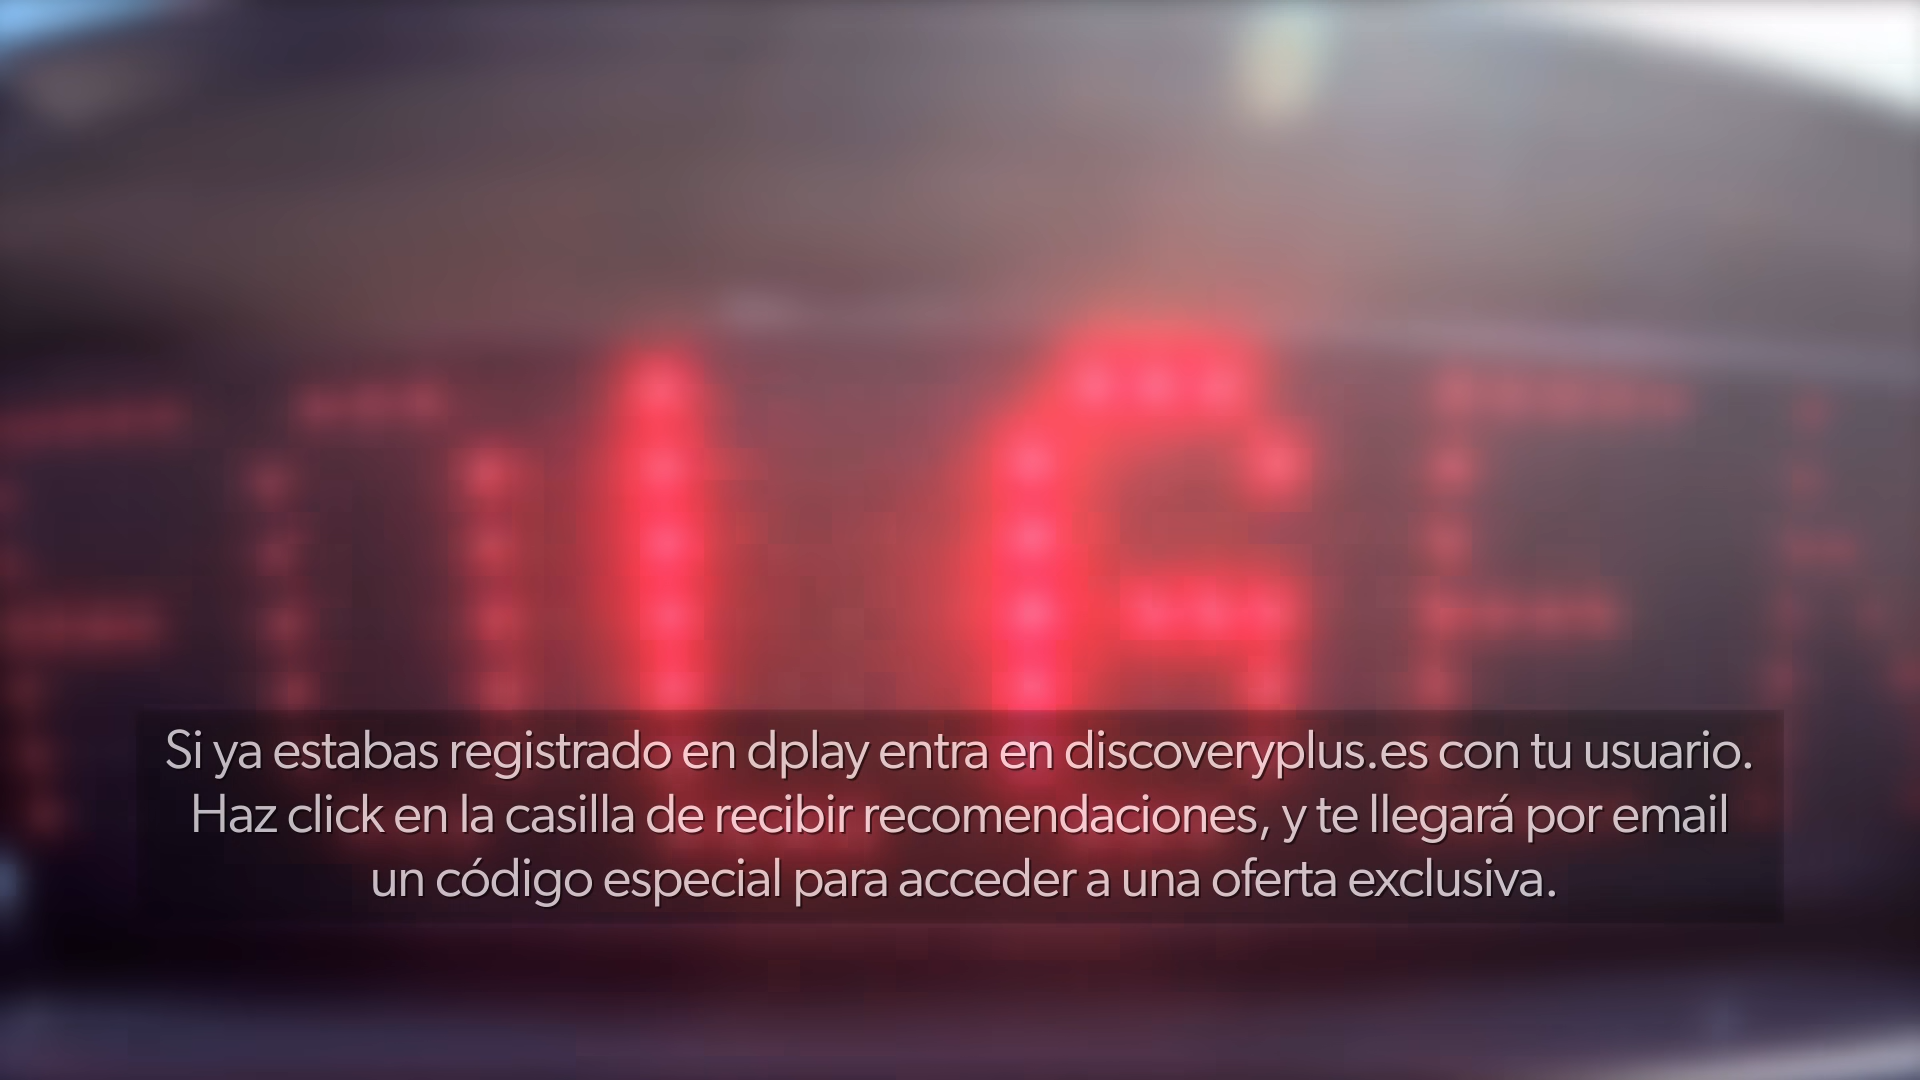 Si ya estabas registrado en dplay entra en discoveryplus.es con tu usuario.
Haz click en la casilla de recibir recomendaciones, y te llegará por email
un código especial para acceder a una oferta exclusiva.